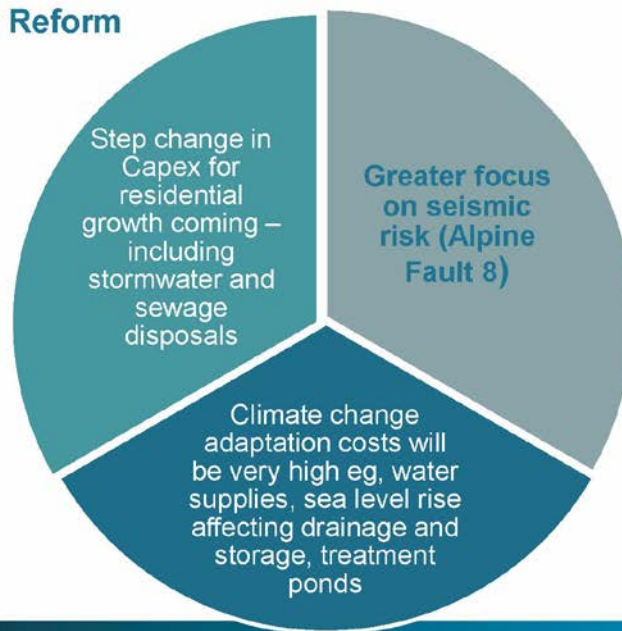 Reform
Step change in
Capex for
residential
growth coming –
including
stormwater and
sewage
disposals
Greater focus
on seismic
risk (Alpine
Fault 8)
Climate change
adaptation costs will
be very high eg, water
supplies, sea level rise
affecting drainage and
storage, treatment
ponds